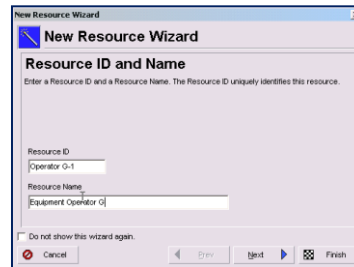 New Resource Wizard
New Resource Wizard
Resource ID and Name
Enter a Resource ID and a Resource Name. The Resource ID uniquely identifies this resource.
Resource ID
Operator G-1
Resource Name
Equipment Operator G
Do not show this wizard again.
Cancel
Prev
Next
Finish